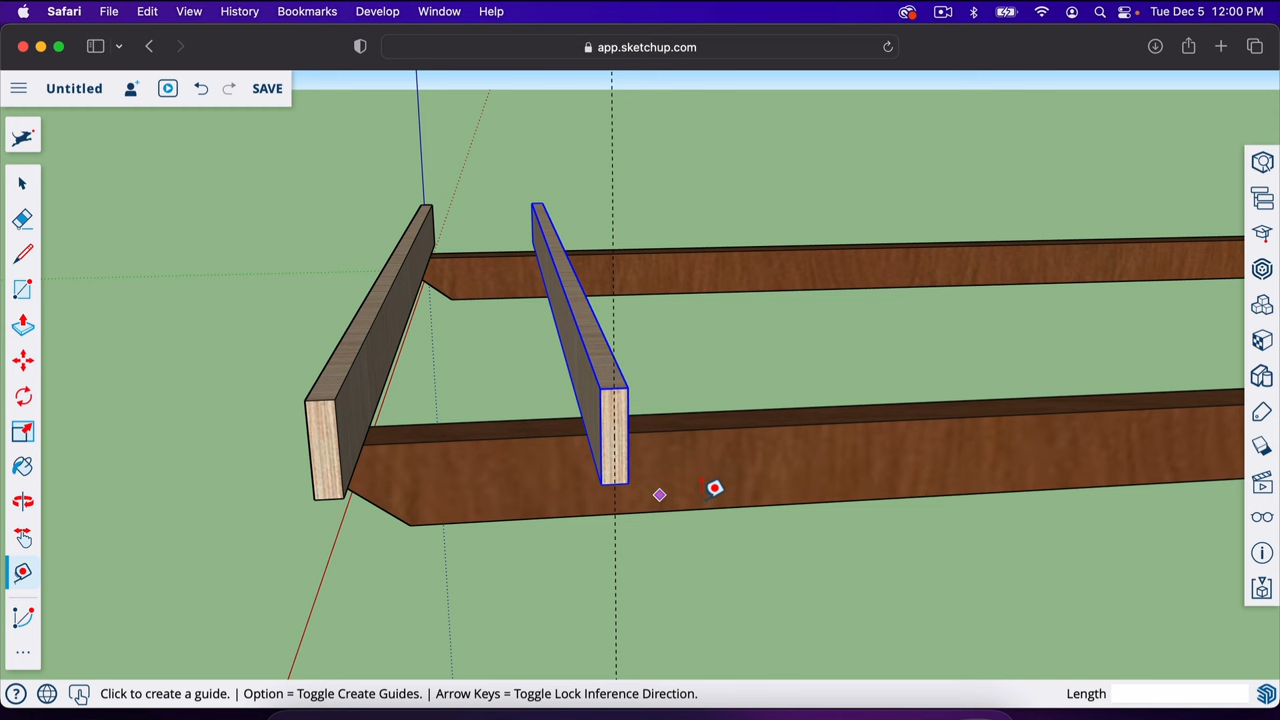 Safari File Edit View History Bookmarks Develop Window Help Tue Dec 5 12:00 PM
app.sketchup.com
Untitled SAVE
Click to create a guide. | Option = Toggle Create Guides. | Arrow Keys = Toggle Lock Inference Direction. Length